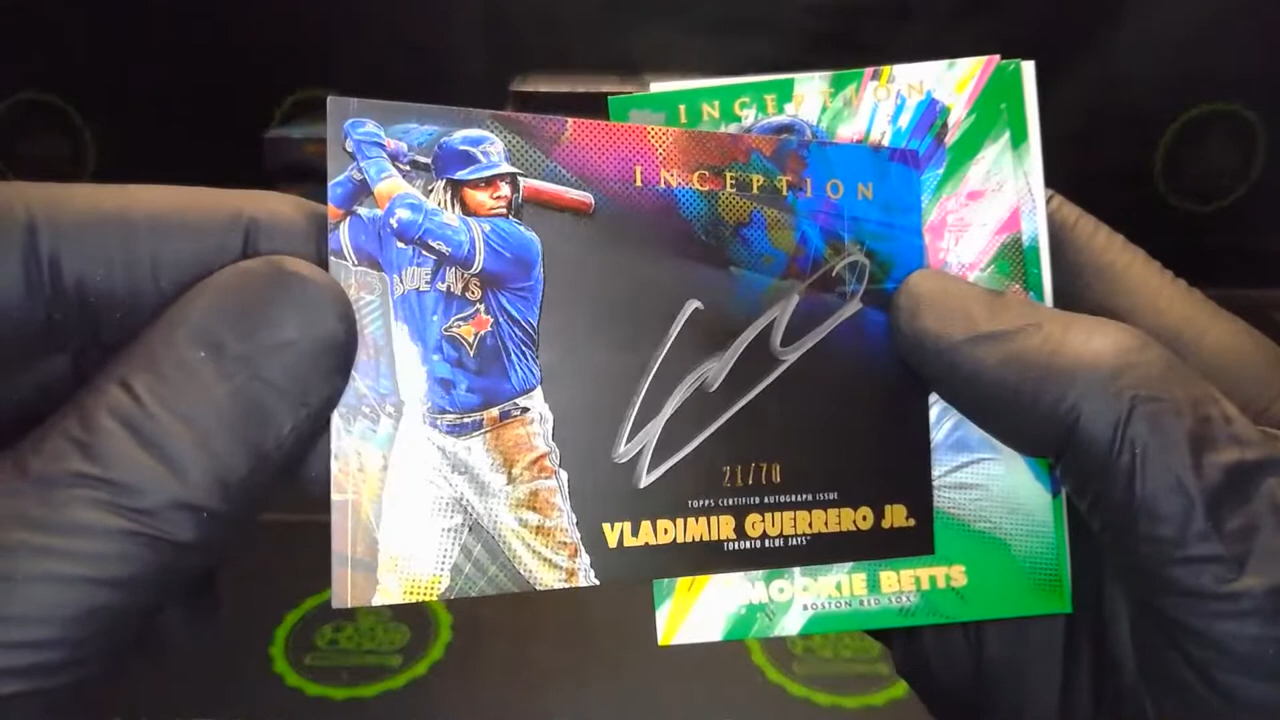 INCEPTION
INCEPTION
BLUE JAYS
21/70
TOPPS CERTIFIED AUTOGRAPH ISSUE
VLADIMIR GUERRERO JR.
TORONTO BLUE JAYS™
MOOKIE BETTS
BOSTON RED SOX